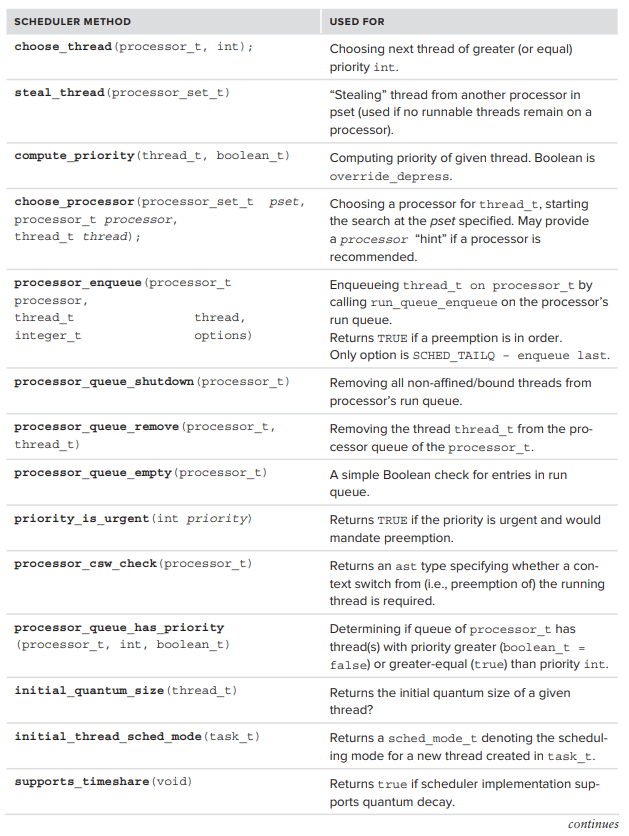 SCHEDULER METHOD USED FOR
choose_thread(processor_t, int);
Choosing next thread of greater (or equal)
priority int.
steal_thread(processor_set_t)
“Stealing” thread from another processor in
pset (used if no runnable threads remain on a
processor).
compute_priority(thread_t, boolean_t)
Computing priority of given thread. Boolean is
override_depress.
choose_processor(processor_set_t pset,
processor_t processor,
thread_t thread);
Choosing a processor for thread_t, starting
the search at the pset specified. May provide
a processor “hint” if a processor is
recommended.
processor_enqueue(processor_t
processor,
thread_t thread,
integer_t options)
Enqueueing thread_t on processor_t by
calling run_queue_enqueue on the processor’s
run queue.
Returns TRUE if a preemption is in order.
Only option is SCHED_TAILQ – enqueue last.
processor_queue_shutdown(processor_t)
Removing all non-affined/bound threads from
processor’s run queue.
processor_queue_remove(processor_t,
thread_t)
Removing the thread thread_t from the pro-
cessor queue of the processor_t.
processor_queue_empty(processor_t)
A simple Boolean check for entries in run
queue.
priority_is_urgent(int priority)
Returns TRUE if the priority is urgent and would
mandate preemption.
processor_csw_check(processor_t)
Returns an ast type specifying whether a con-
text switch from (i.e., preemption of) the running
thread is required.
processor_queue_has_priority
(processor_t, int, boolean_t)
Determining if queue of processor_t has
thread(s) with priority greater (boolean_t =
false) or greater-equal (true) than priority int.
initial_quantum_size(thread_t)
Returns the initial quantum size of a given
thread?
initial_thread_sched_mode(task_t)
Returns a sched_mode_t denoting the schedul-
ing mode for a new thread created in task_t.
supports_timeshare(void)
Returns true if scheduler implementation sup-
ports quantum decay.
continues